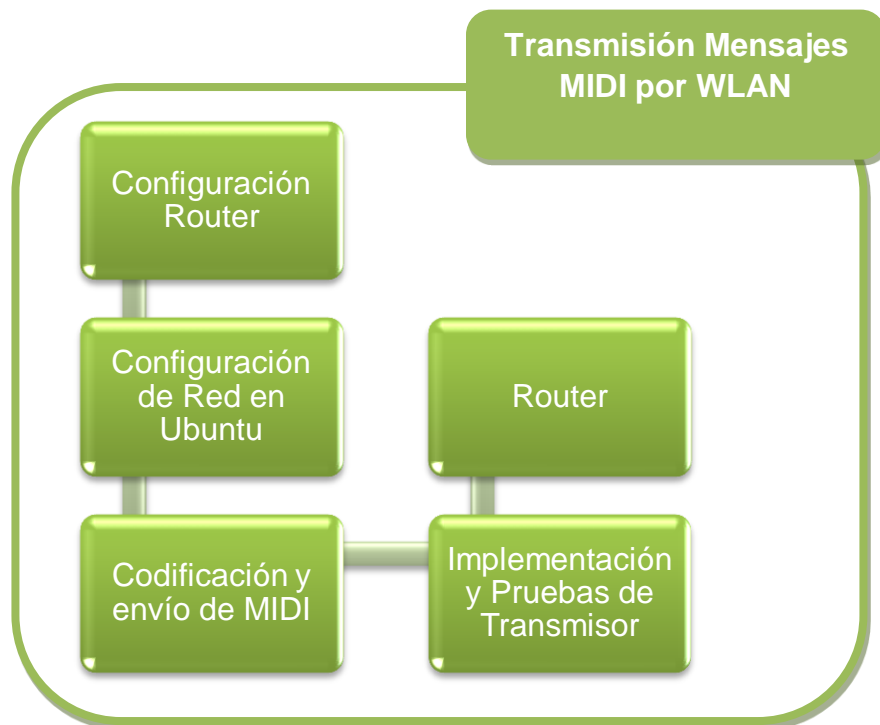 Transmisión Mensajes
MIDI por WLAN
Configuración
Router
Configuración
de Red en
Ubuntu
Codificación y
envío de MIDI
Implementación
y Pruebas de
Transmisor
Router